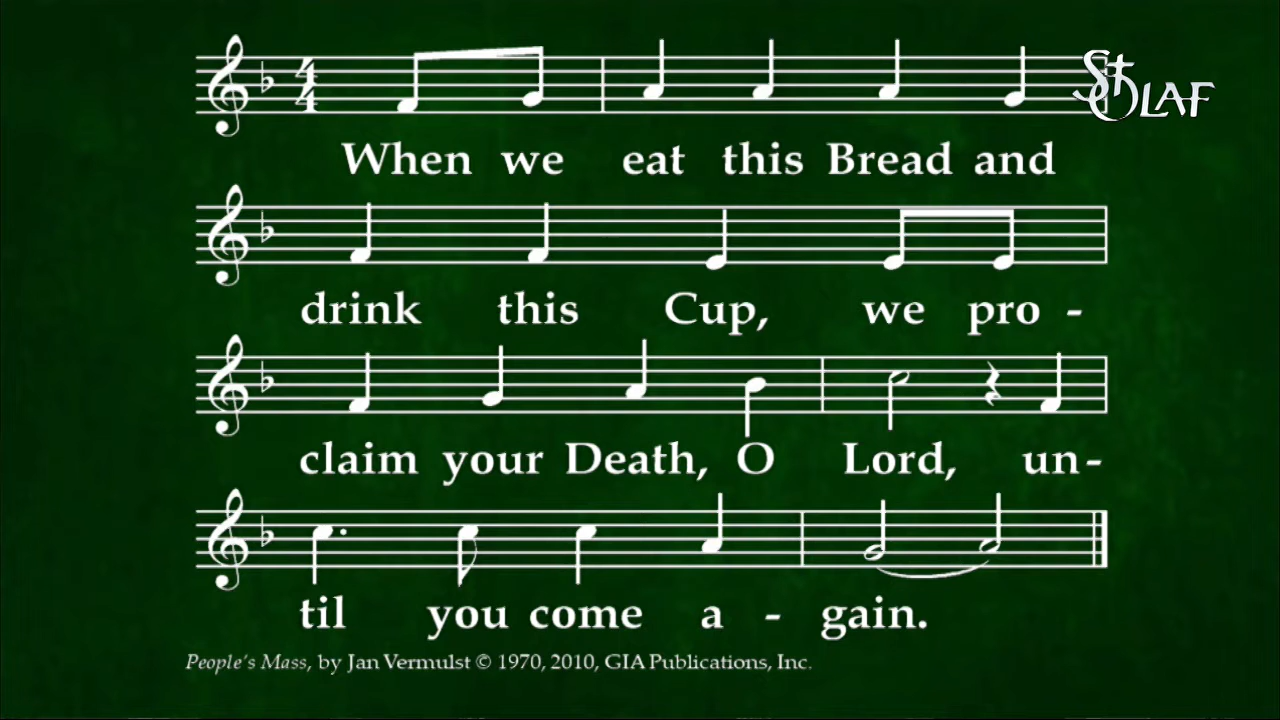 St OLAF
When we eat this Bread and
drink this Cup, we pro -
claim your Death, O Lord, un-
til you come a - gain.
People's Mass, by Jan Vermulst © 1970, 2010, GIA Publications, Inc.